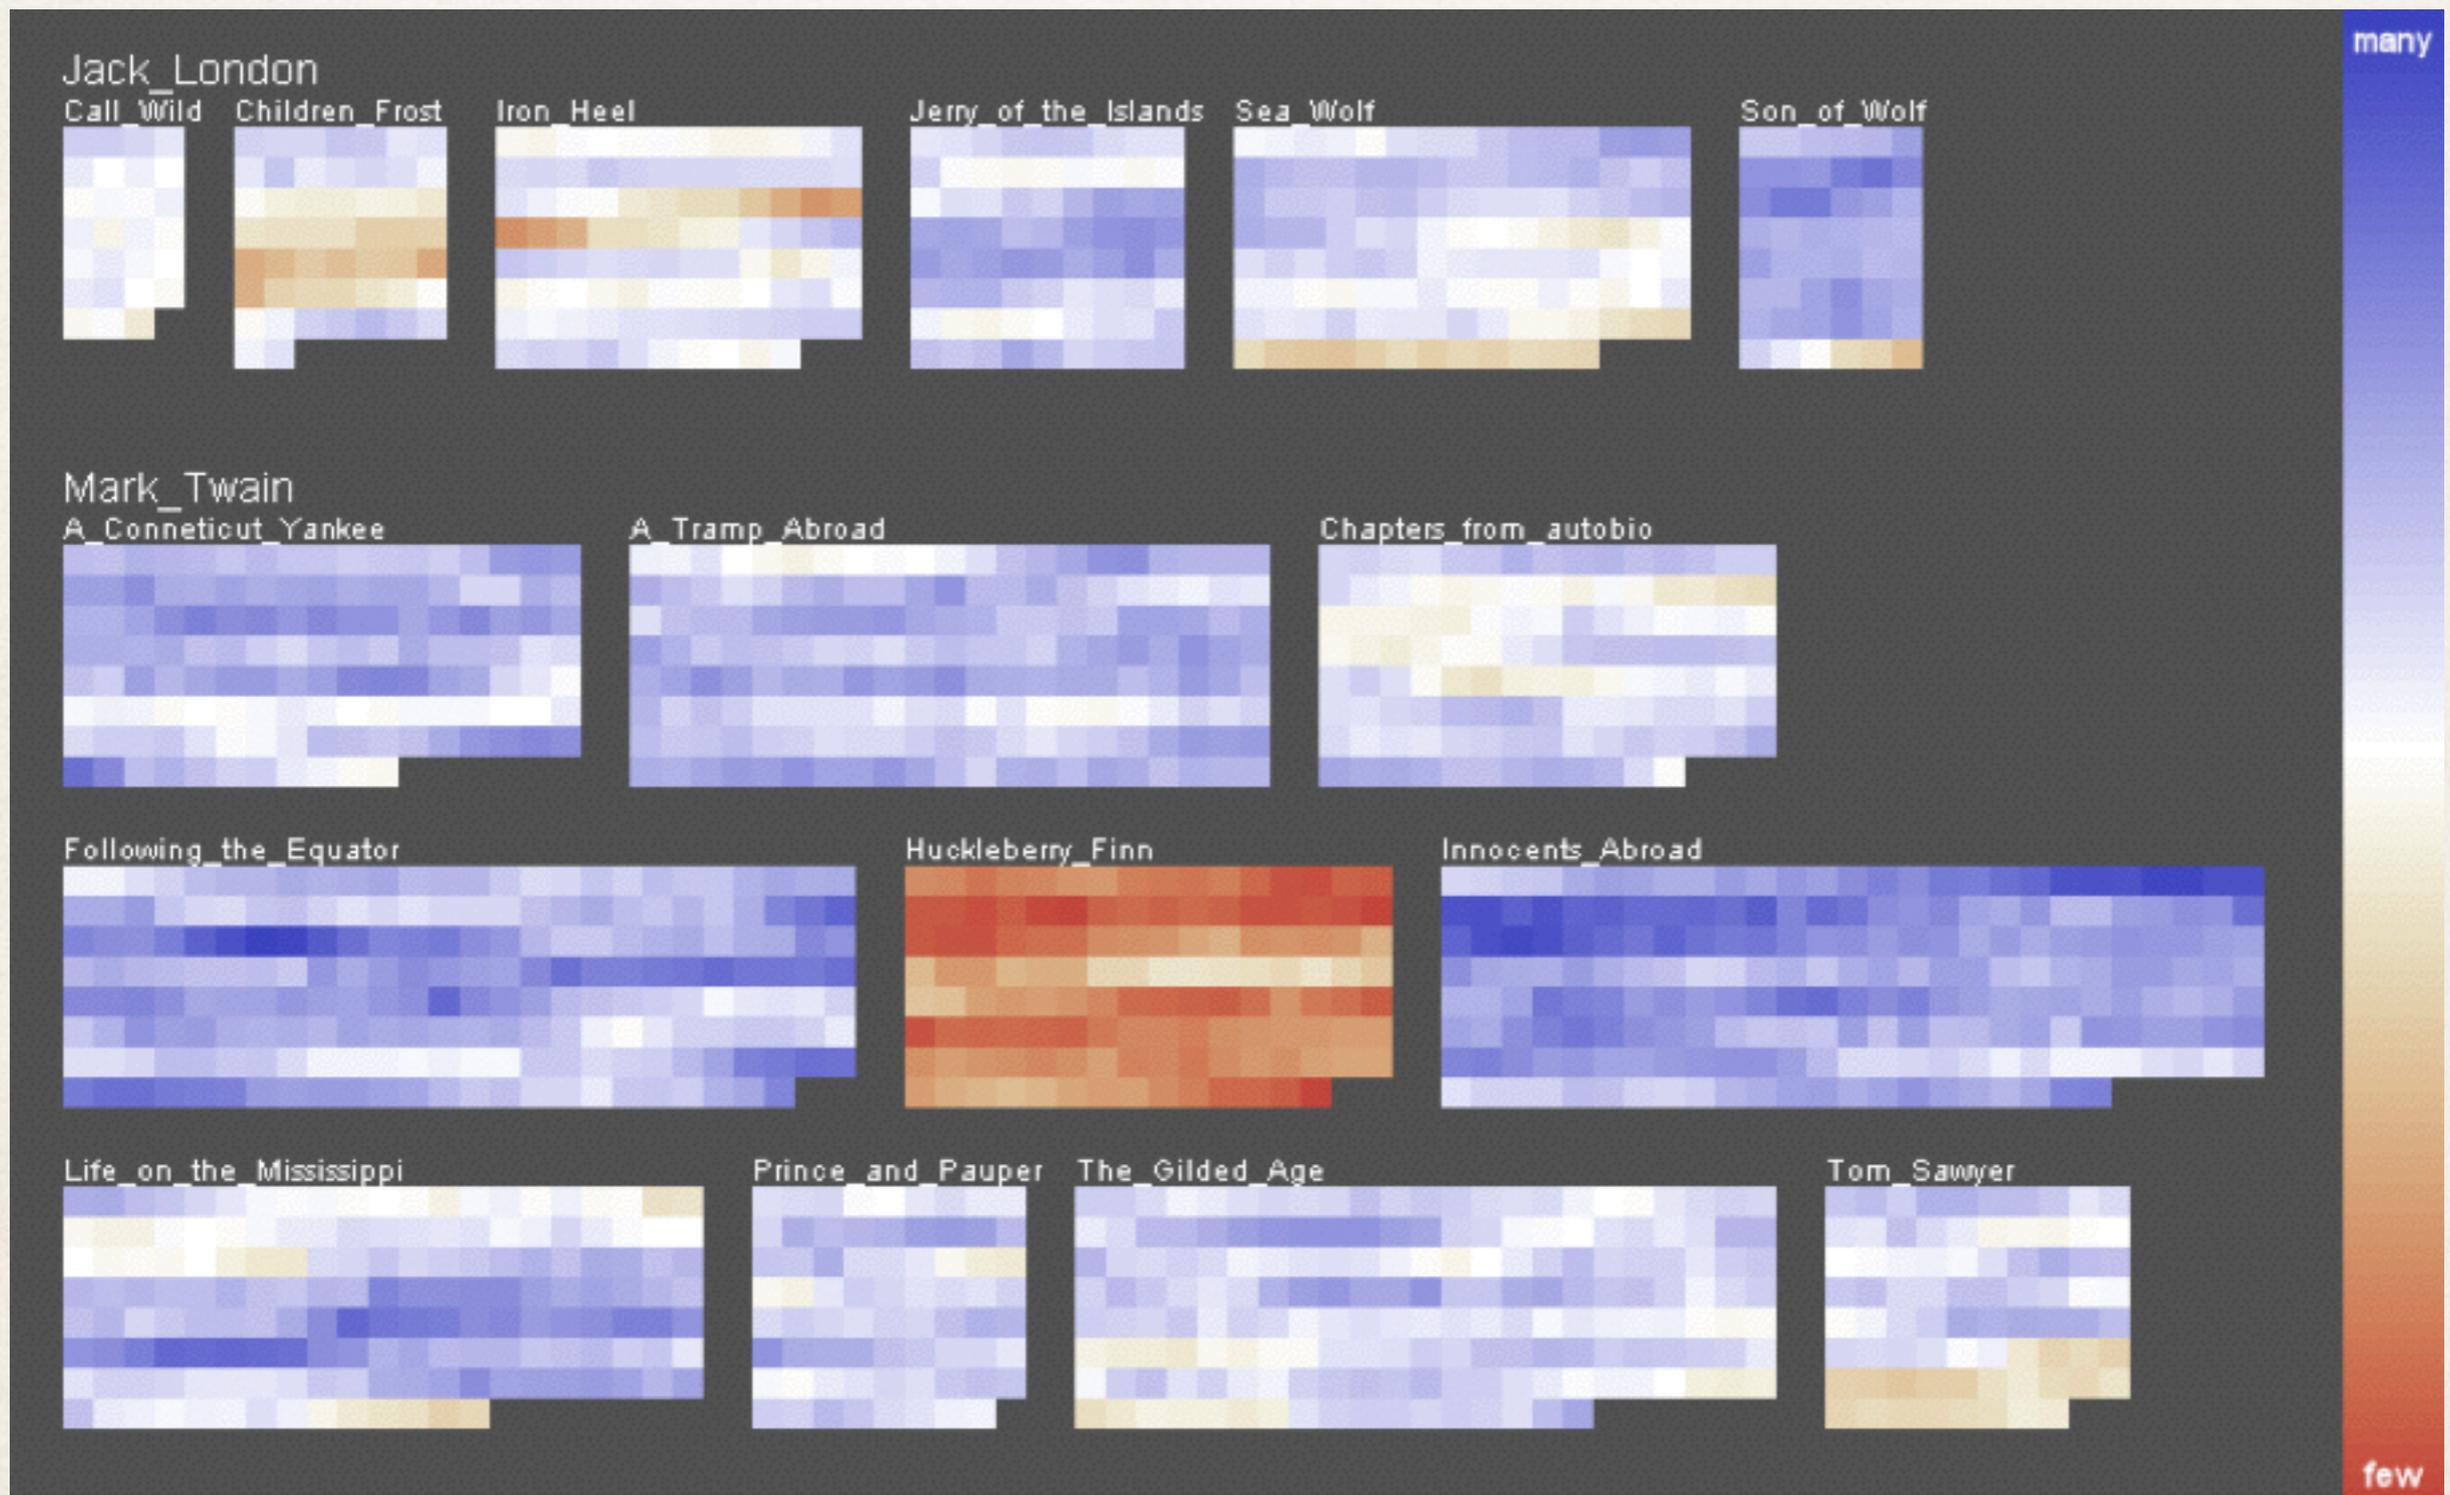 many
Jack_London
Call_Wild Children_Frost Iron_Heel Jerry_of_the_Islands Sea_Wolf Son_of_Wolf
Mark_Twain
A_Conneticut_Yankee A_Tramp_Abroad Chapters_from_autobio
Following_the_Equator Huckleberry_Finn Innocents_Abroad
Life_on_the_Mississippi Prince_and_Pauper The_Gilded_Age Tom_Sawyer
few